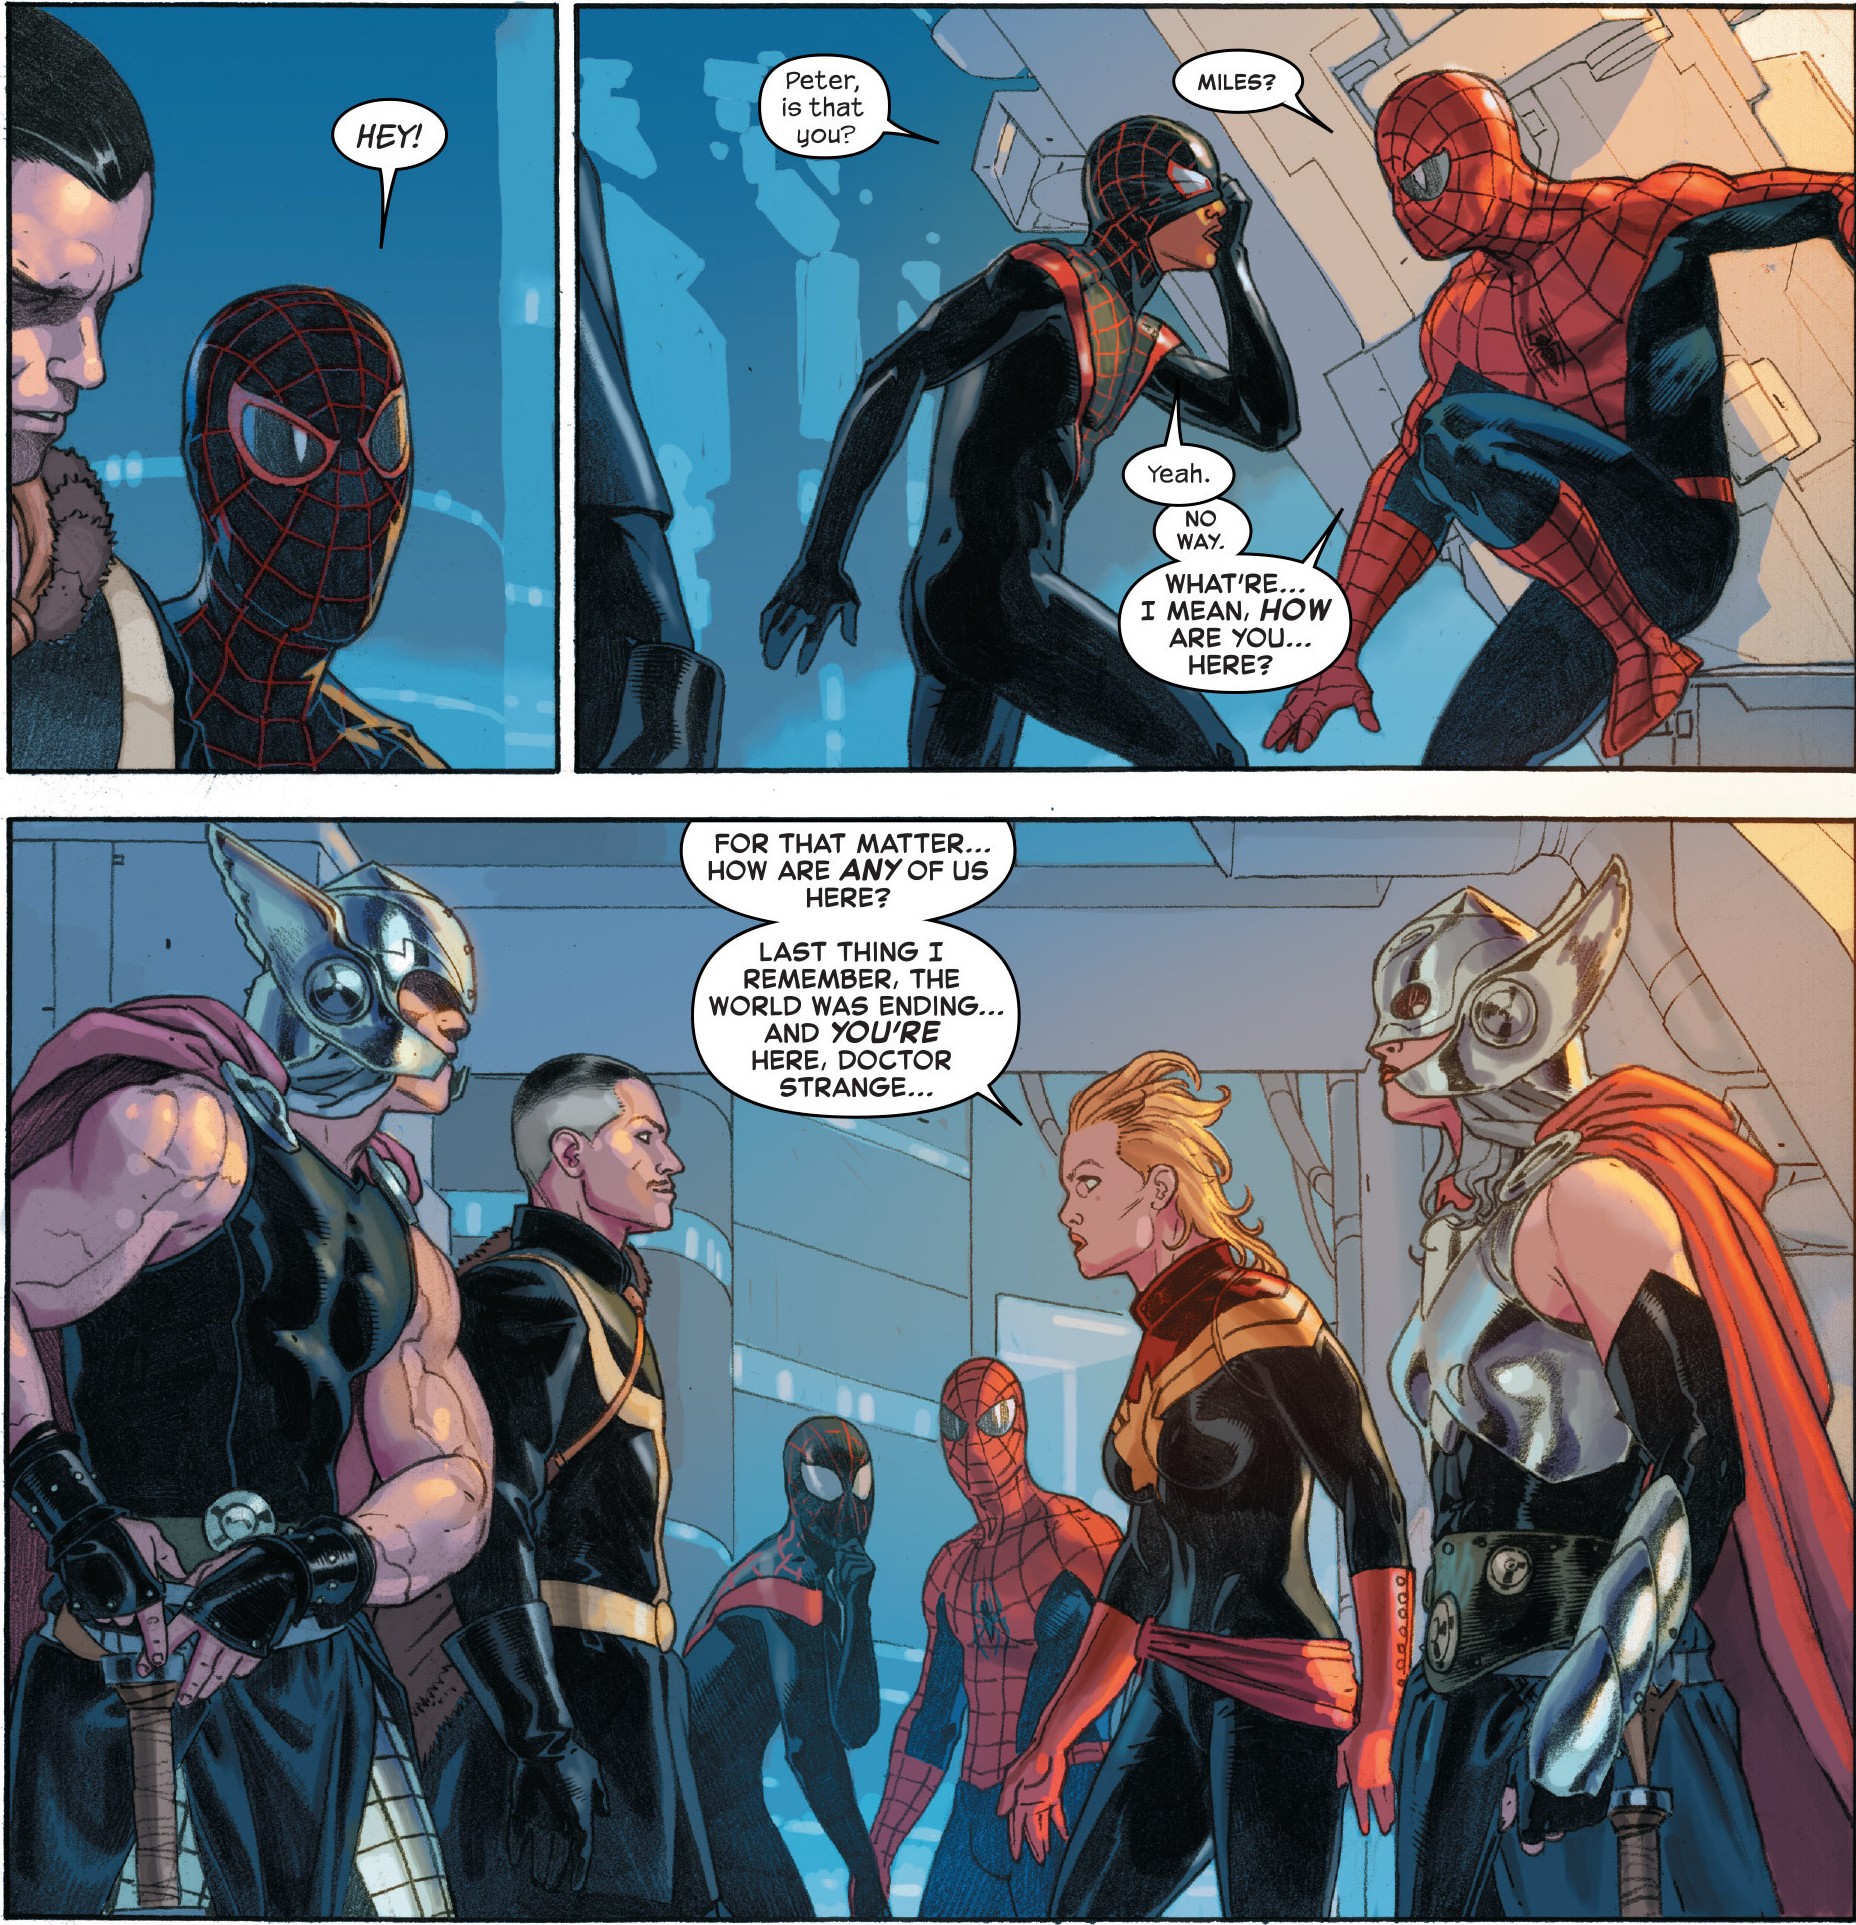 HEY!
Peter,
is that
you?
MILES?
Yeah.
NO
WAY.
WHAT'RE...
I MEAN, HOW
ARE YOU...
HERE?
FOR THAT MATTER...
HOW ARE ANY OF US
HERE?
LAST THING I
REMEMBER, THE
WORLD WAS ENDING...
AND YOU'RE
HERE, DOCTOR
STRANGE...